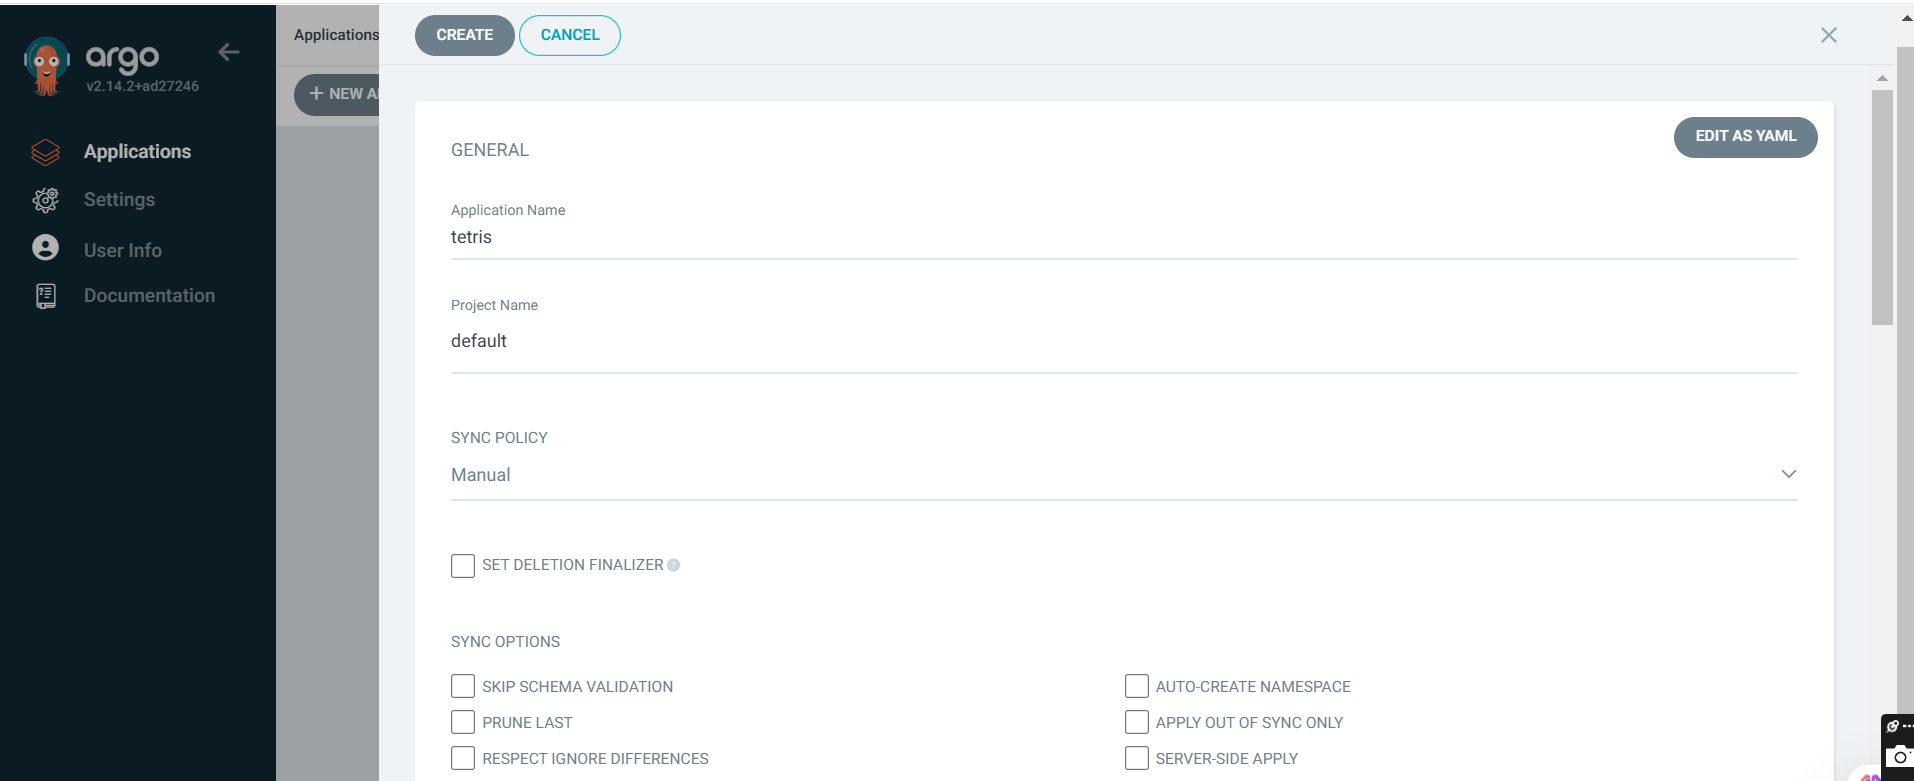 argo
v2.14.2+ad27246
Applications
Settings
User Info
Documentation
Applications
+ NEW A
CREATE
CANCEL
GENERAL
EDIT AS YAML
Application Name
tetris
Project Name
default
SYNC POLICY
Manual
SET DELETION FINALIZER ?
SYNC OPTIONS
SKIP SCHEMA VALIDATION
AUTO-CREATE NAMESPACE
PRUNE LAST
APPLY OUT OF SYNC ONLY
RESPECT IGNORE DIFFERENCES
SERVER-SIDE APPLY